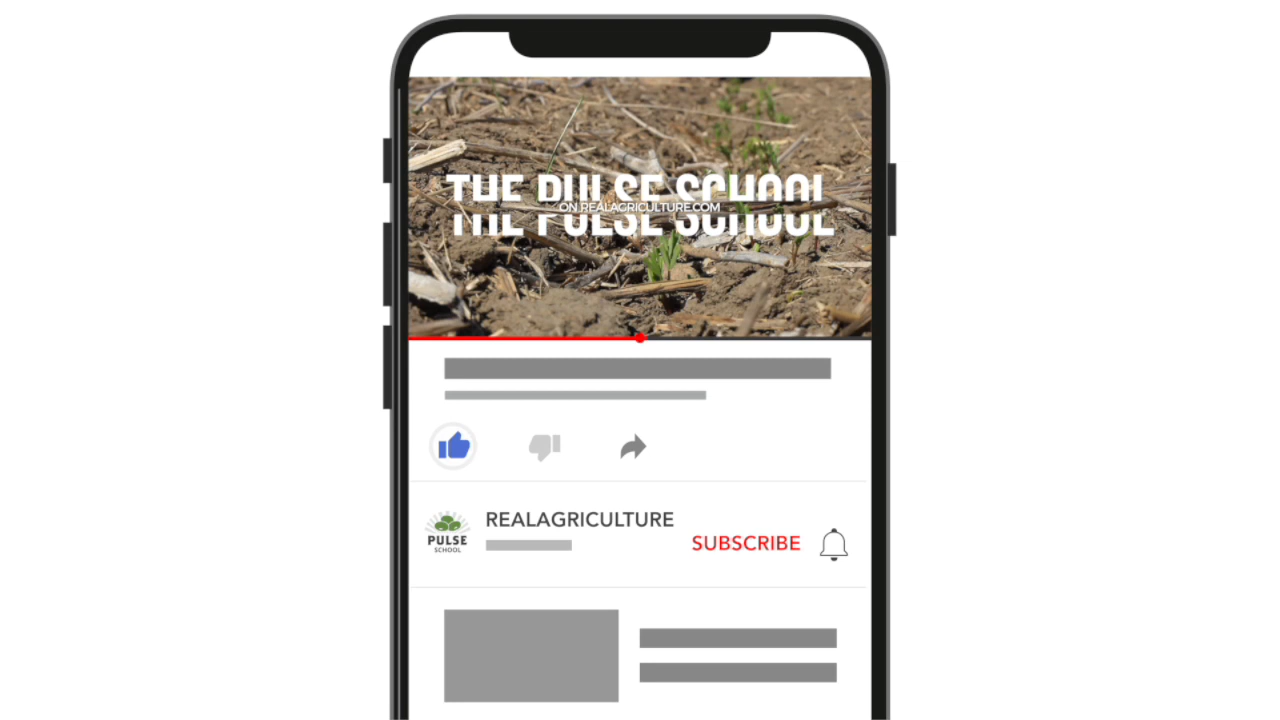 THE PULSE SCHOOL
ON REALAGRICULTURE.COM
PULSE
SCHOOL
REALAGRICULTURE
SUBSCRIBE